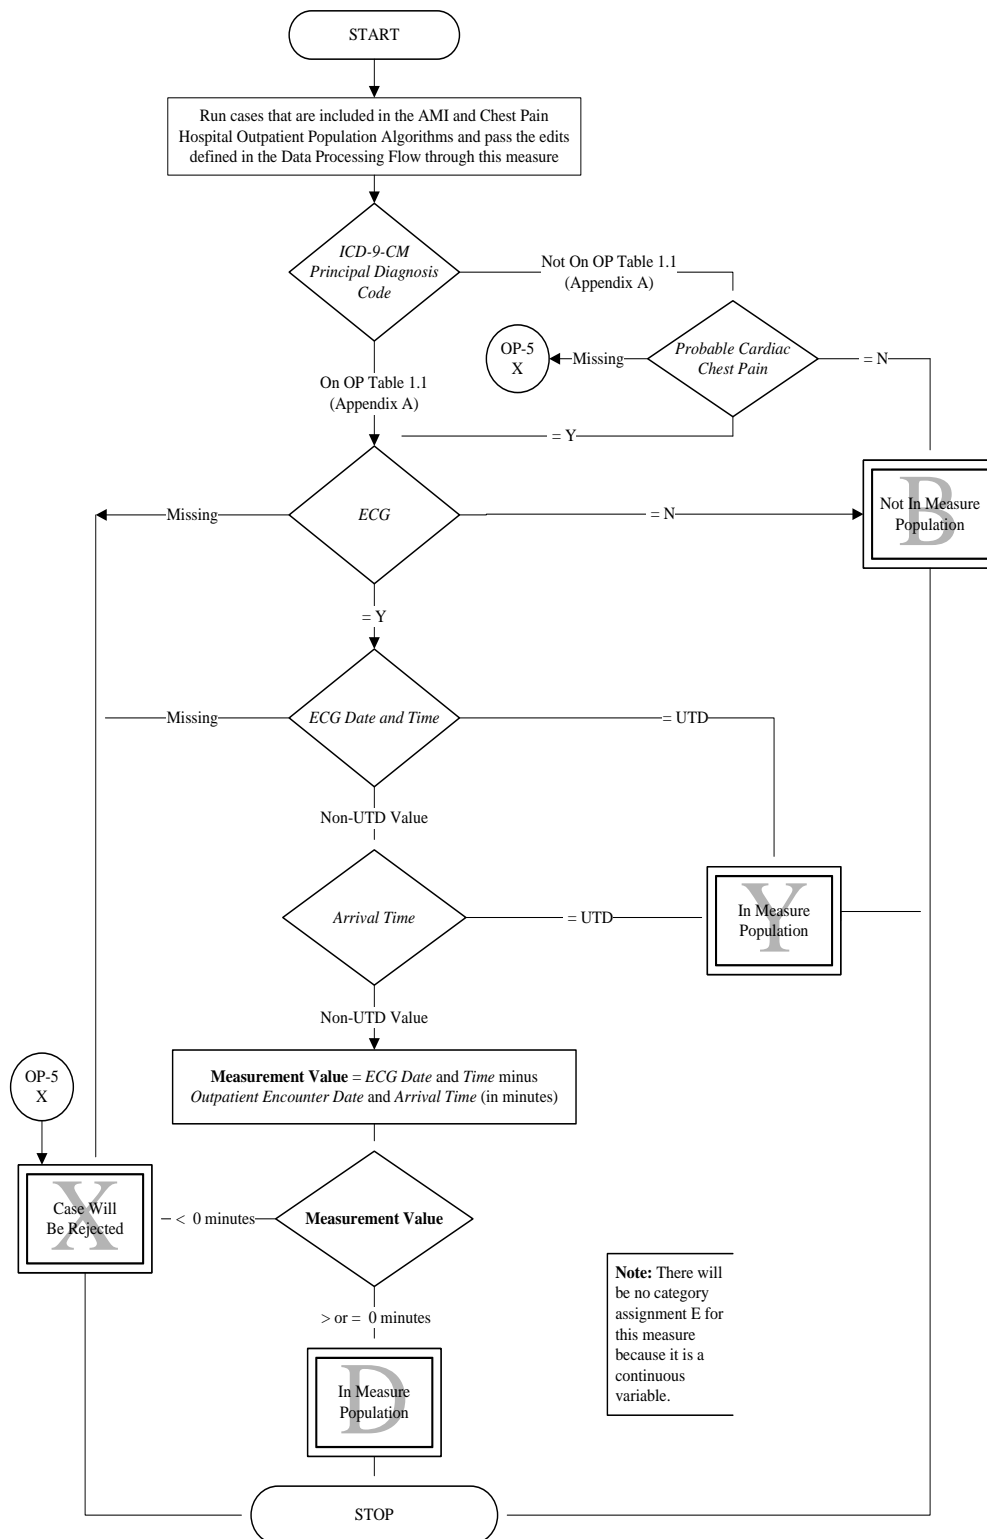 START
Run cases that are included in the AMI and Chest Pain
Hospital Outpatient Population Algorithms and pass the edits
defined in the Data Processing Flow through this measure
ICD-9-CM
Principal Diagnosis
Code
Not On OP Table 1.1
(Appendix A)
OP-5
X
Missing
Probable Cardiac
Chest Pain
= N
On OP Table 1.1
(Appendix A)
= Y
Missing
ECG
= N
B
Not In Measure
Population
= Y
Missing
ECG Date and Time
= UTD
Non-UTD Value
Arrival Time
= UTD
Y
In Measure
Population
Non-UTD Value
Measurement Value = ECG Date and Time minus
Outpatient Encounter Date and Arrival Time (in minutes)
OP-5
X
X
Case Will
Be Rejected
< 0 minutes
Measurement Value
> or = 0 minutes
Note: There will
be no category
assignment E for
this measure
because it is a
continuous
variable.
D
In Measure
Population
STOP